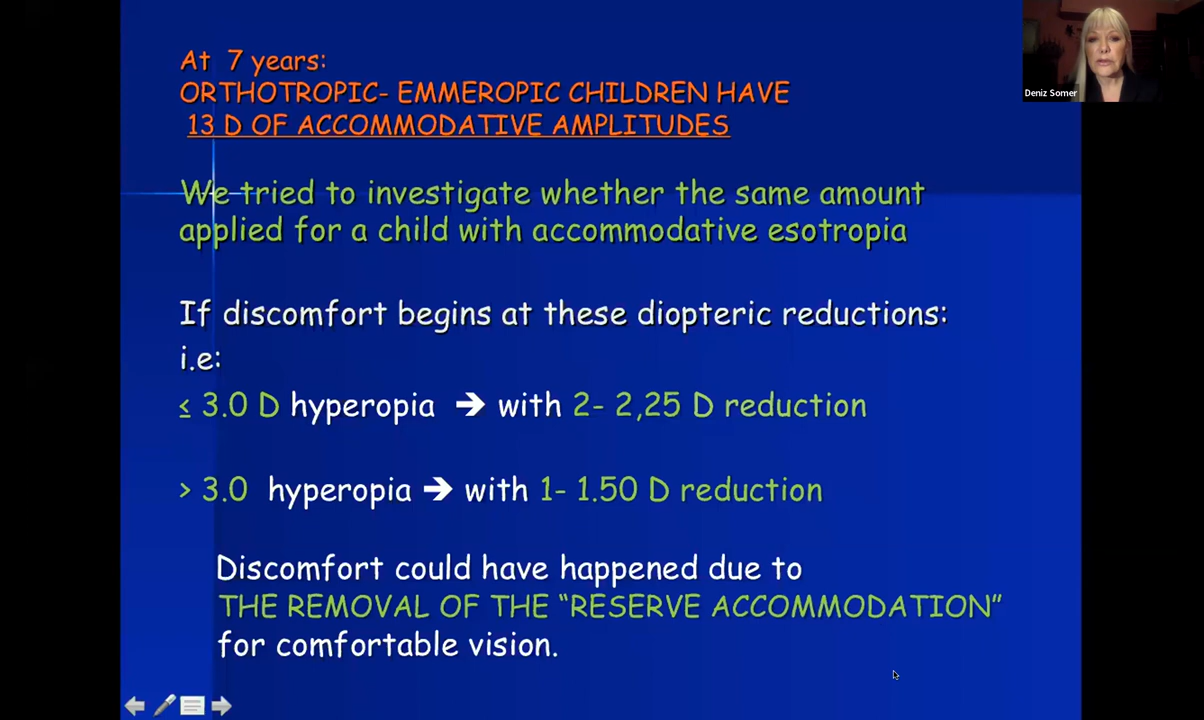 At 7 years:
ORTHOTROPIC- EMMEROPIC CHILDREN HAVE
13 D OF ACCOMMODATIVE AMPLITUDES
We tried to investigate whether the same amount
applied for a child with accommodative esotropia
If discomfort begins at these diopteric reductions:
i.e:
≤ 3.0 D hyperopia ➔ with 2- 2,25 D reduction
> 3.0 hyperopia ➔ with 1- 1.50 D reduction
Discomfort could have happened due to
THE REMOVAL OF THE “RESERVE ACCOMMODATION”
for comfortable vision.
Deniz Somer